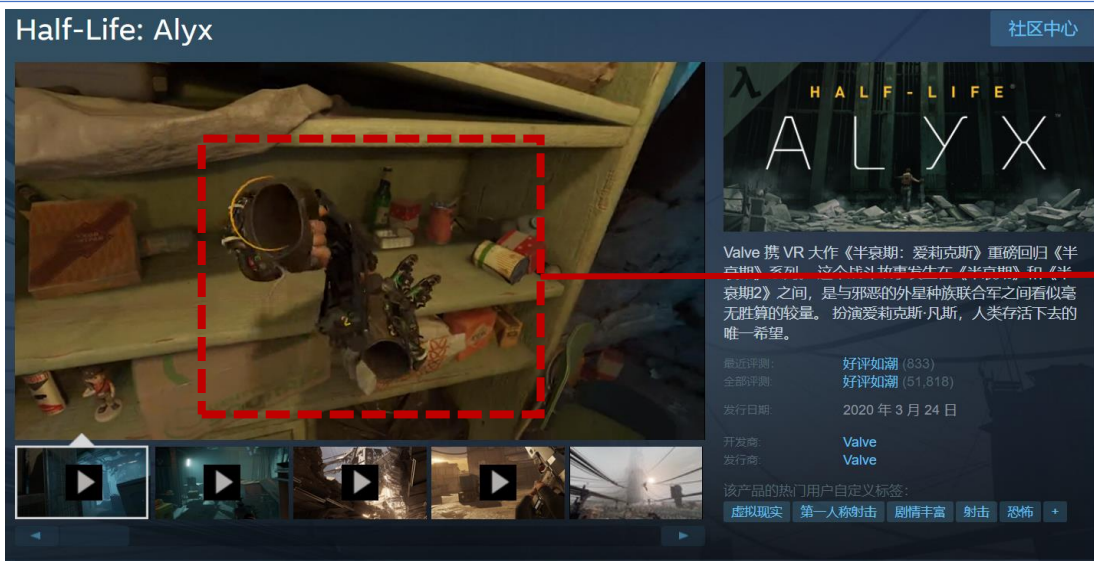 Half-Life: Alyx
社区中心
HALF-LIFE
ALYX
Valve 携 VR 大作《半衰期：爱莉克斯》重磅回归《半
衰期》系列。 这个战斗故事发生在《半衰期》和《半
衰期2》之间，是与邪恶的外星种族联合军之间看似毫
无胜算的较量。 扮演爱莉克斯·凡斯，人类存活下去的
唯一希望。
最近评测: 好评如潮 (833)
全部评测: 好评如潮 (51,818)
发行日期: 2020 年 3 月 24 日
开发商: Valve
发行商: Valve
该产品的热门用户自定义标签：
虚拟现实 第一人称射击 剧情丰富 射击 恐怖 +